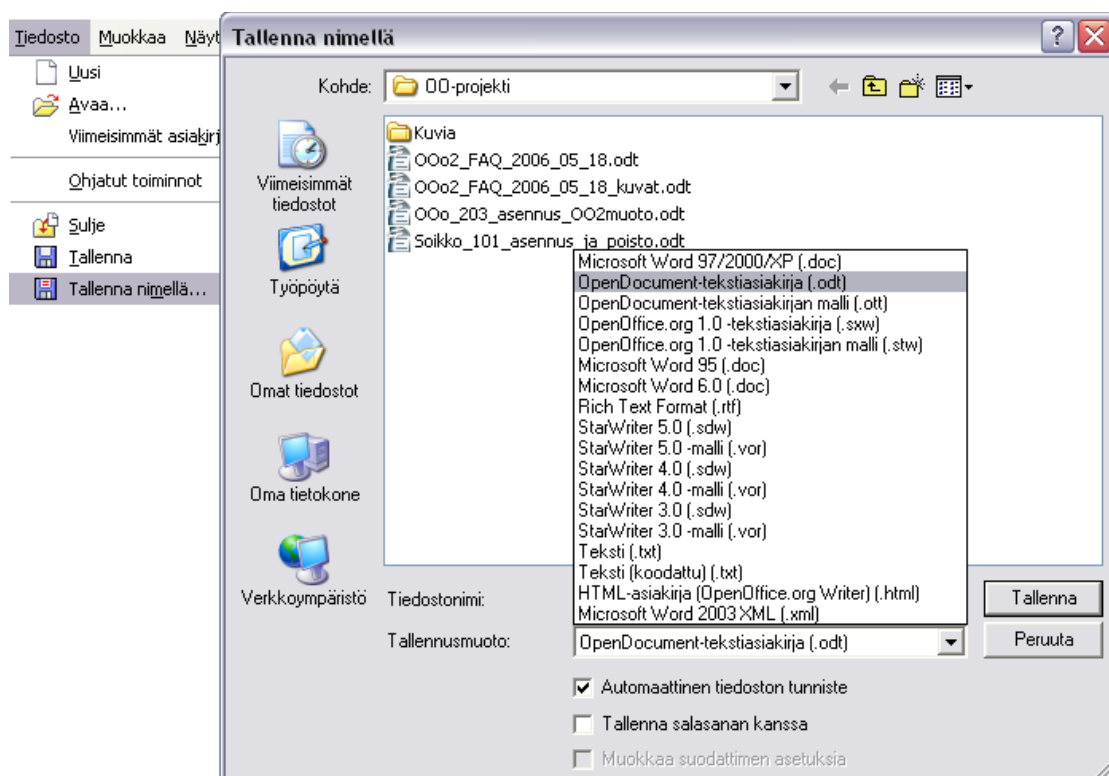 Tiedosto Muokkaa Näyt
Uusi
Avaa...
Viimeisimmät asiakirj
Ohjatut toiminnot
Sulje
Tallenna
Tallenna nimellä...
Tallenna nimellä
Kohde: OO-projekti
Viimeisimmät
tiedostot
Työpöytä
Omat tiedostot
Oma tietokone
Verkkoympäristö
Kuvia
OOo2_FAQ_2006_05_18.odt
OOo2_FAQ_2006_05_18_kuvat.odt
OOo_203_asennus_OO2muoto.odt
Soikko_101_asennus_ja_poisto.odt
Microsoft Word 97/2000/XP (.doc)
OpenDocument-tekstiasiakirja (.odt)
OpenDocument-tekstiasiakirjan malli (.ott)
OpenOffice.org 1.0 -tekstiasiakirja (.sxw)
OpenOffice.org 1.0 -tekstiasiakirjan malli (.stw)
Microsoft Word 95 (.doc)
Microsoft Word 6.0 (.doc)
Rich Text Format (.rtf)
StarWriter 5.0 (.sdw)
StarWriter 5.0 -malli (.vor)
StarWriter 4.0 (.sdw)
StarWriter 4.0 -malli (.vor)
StarWriter 3.0 (.sdw)
StarWriter 3.0 -malli (.vor)
Teksti (.txt)
Teksti (koodattu) (.txt)
HTML-asiakirja (OpenOffice.org Writer) (.html)
Microsoft Word 2003 XML (.xml)
Tiedostonimi:
Tallenna
Tallennusmuoto: OpenDocument-tekstiasiakirja (.odt)
Peruuta
Automaattinen tiedoston tunniste
Tallenna salasanan kanssa
Muokkaa suodattimen asetuksia